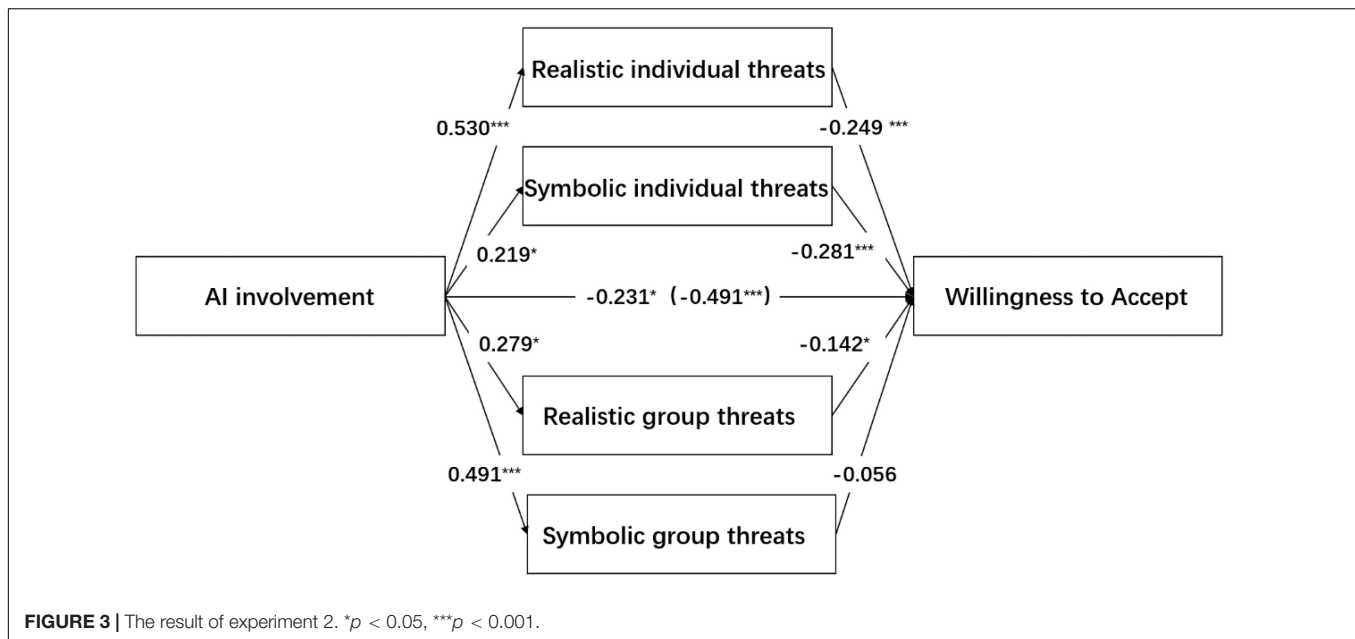 Realistic individual threats
0.530***
-0.249 ***
Symbolic individual threats
0.219*
-0.281***
AI involvement
-0.231* (-0.491***)
Willingness to Accept
0.279*
-0.142*
Realistic group threats
0.491***
-0.056
Symbolic group threats
FIGURE 3 | The result of experiment 2. *p < 0.05, ***p < 0.001.